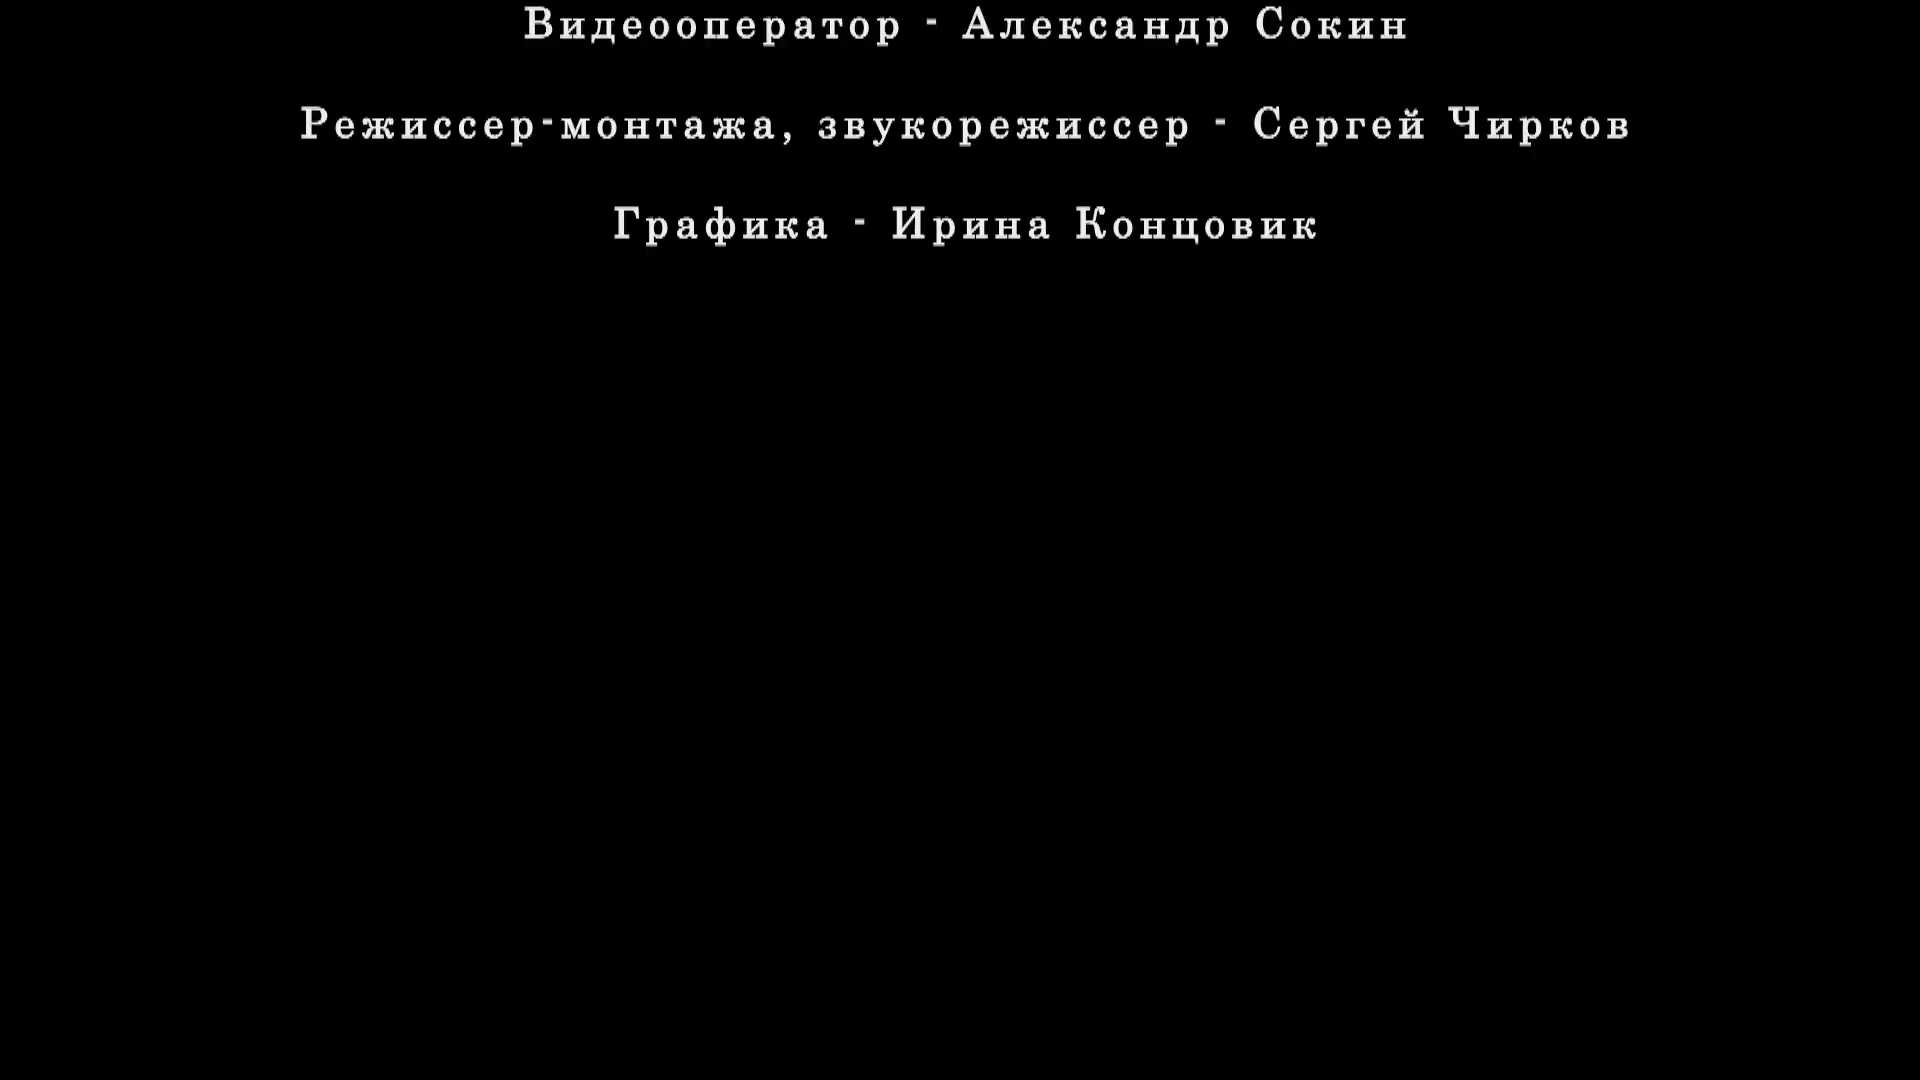 Видеооператор - Александр Сокин
Режиссер-монтажа, звукорежиссер - Сергей Чирков
Графика - Ирина Концовик